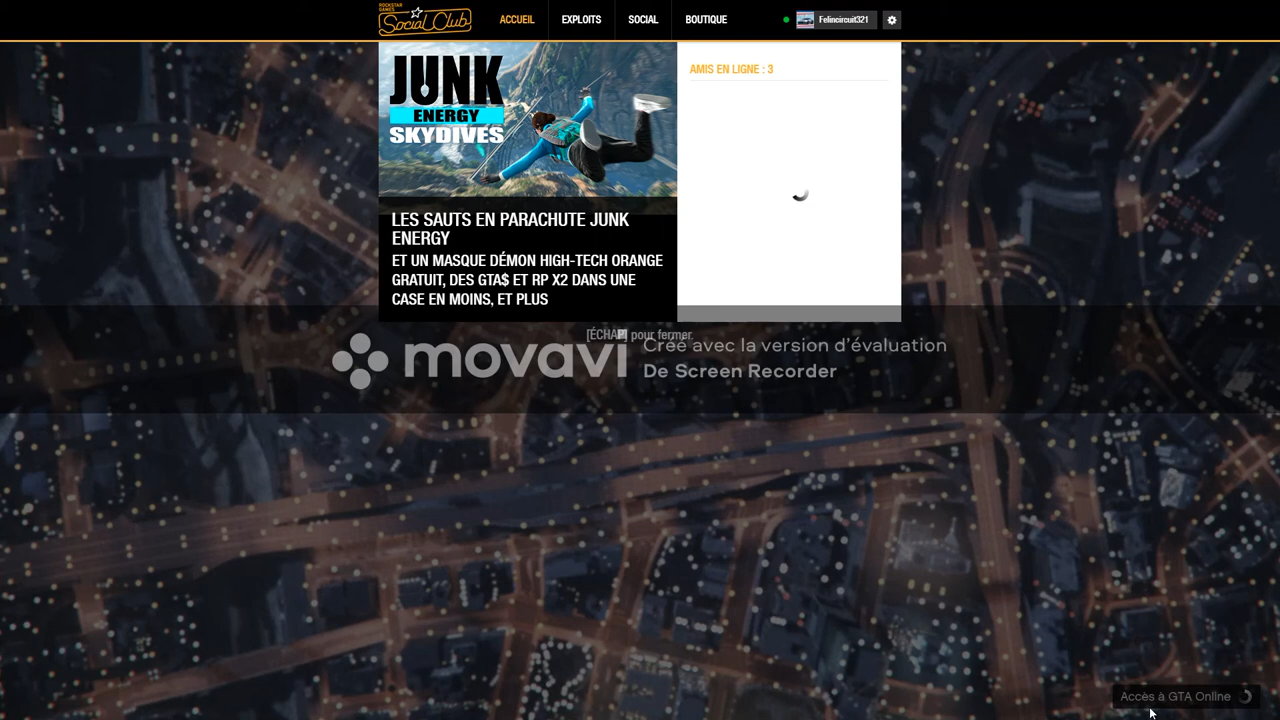 ROCKSTAR
GAMES
Social Club
ACCUEIL
EXPLOITS
SOCIAL
BOUTIQUE
Felincircuit321
JUNK
ENERGY
SKYDIVES
AMIS EN LIGNE : 3
LES SAUTS EN PARACHUTE JUNK
ENERGY
ET UN MASQUE DÉMON HIGH-TECH ORANGE
GRATUIT, DES GTA$ ET RP X2 DANS UNE
CASE EN MOINS, ET PLUS
[ÉCHAP] pour fermer.
movavi
Créé avec la version d'évaluation
De Screen Recorder
Accès à GTA Online